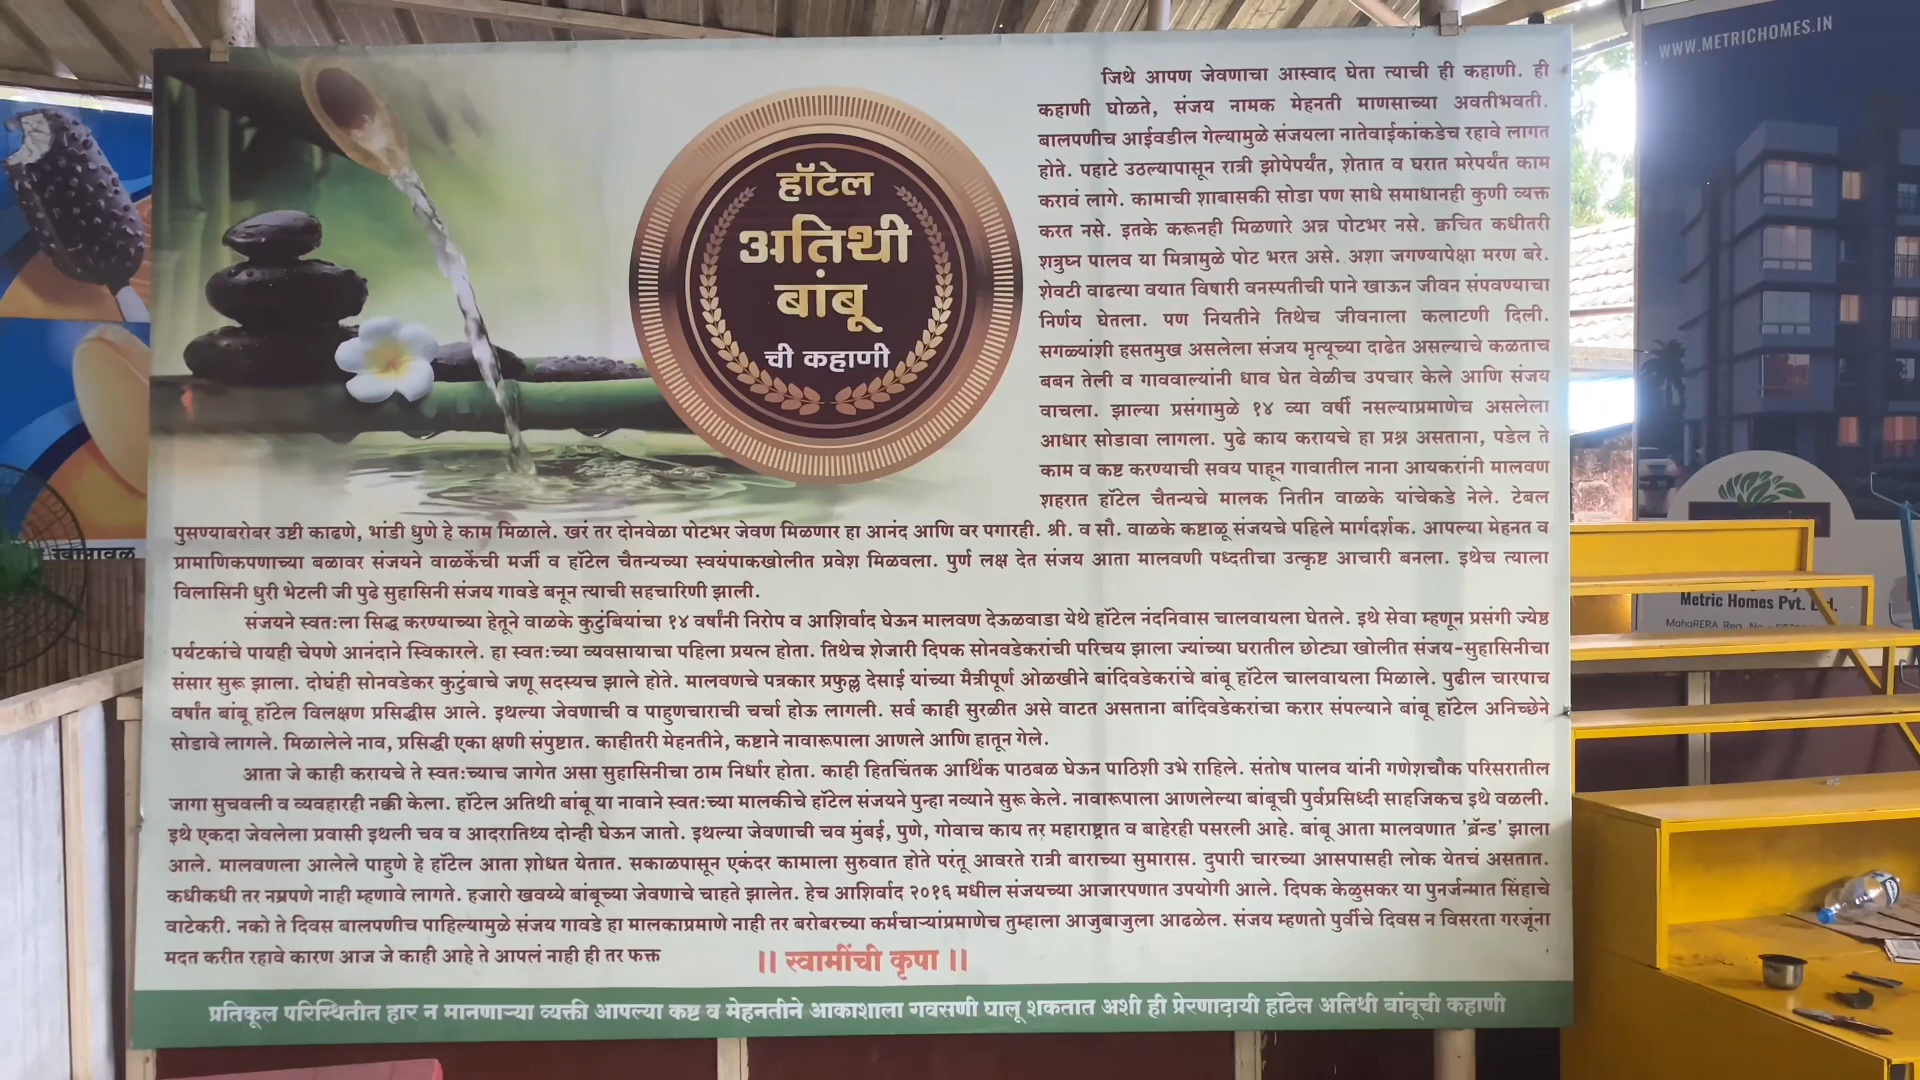 WWW.METRICHOMES.IN
हॉटेल
अतिथी
बांबू
ची कहाणी
जिथे आपण जेवणाचा आस्वाद घेता त्याची ही कहाणी. ही
कहाणी घोळते, संजय नामक मेहनती माणसाच्या अवतीभवती.
बालपणीच आईवडील गेल्यामुळे संजयला नातेवाईकांकडेच रहावे लागत
होते. पहाटे उठल्यापासून रात्री झोपेपर्यंत, शेतात व घरात मरेपर्यंत काम
करावं लागे. कामाची शाबासकी सोडा पण साधे समाधानही कुणी व्यक्त
करत नसे. इतके करूनही मिळणारे अन्न पोटभर नसे. क्वचित कधीतरी
शत्रुघ्न पालव या मित्रामुळे पोट भरत असे. अशा जगण्यापेक्षा मरण बरे.
शेवटी वाढत्या वयात विषारी वनस्पतीची पाने खाऊन जीवन संपवण्याचा
निर्णय घेतला. पण नियतीने तिथेच जीवनाला कलाटणी दिली.
सगळ्यांशी हसतमुख असलेला संजय मृत्यूच्या दाढेत असल्याचे कळताच
बबन तेली व गाववाल्यांनी धाव घेत वेळीच उपचार केले आणि संजय
वाचला. झाल्या प्रसंगामुळे १४ व्या वर्षी नसल्याप्रमाणेच असलेला
आधार सोडावा लागला. पुढे काय करायचे हा प्रश्न असताना, पडेल ते
काम व कष्ट करण्याची सवय पाहून गावातील नाना आयकरांनी मालवण
शहरात हॉटेल चैतन्यचे मालक नितीन वाळके यांचेकडे नेले. टेबल
पुसण्याबरोबर उष्टी काढणे, भांडी धुणे हे काम मिळाले. खरं तर दोनवेळा पोटभर जेवण मिळणार हा आनंद आणि वर पगारही. श्री. व सौ. वाळके कष्टाळू संजयचे पहिले मार्गदर्शक. आपल्या मेहनत व
प्रामाणिकपणाच्या बळावर संजयने वाळकेंची मर्जी व हॉटेल चैतन्यच्या स्वयंपाकखोलीत प्रवेश मिळवला. पुर्ण लक्ष देत संजय आता मालवणी पध्दतीचा उत्कृष्ट आचारी बनला. इथेच त्याला
विलासिनी धुरी भेटली जी पुढे सुहासिनी संजय गावडे बनून त्याची सहचारिणी झाली.
संजयने स्वतःला सिद्ध करण्याच्या हेतूने वाळके कुटुंबियांचा १४ वर्षांनी निरोप व आशिर्वाद घेऊन मालवण देऊळवाडा येथे हॉटेल नंदनिवास चालवायला घेतले. इथे सेवा म्हणून प्रसंगी ज्येष्ठ
पर्यटकांचे पायही चेपणे आनंदाने स्विकारले. हा स्वतःच्या व्यवसायाचा पहिला प्रयत्न होता. तिथेच शेजारी दिपक सोनवडेकरांची परिचय झाला ज्यांच्या घरातील छोट्या खोलीत संजय-सुहासिनीचा
संसार सुरू झाला. दोघंही सोनवडेकर कुटुंबाचे जणू सदस्यच झाले होते. मालवणचे पत्रकार प्रफुल्ल देसाई यांच्या मैत्रीपूर्ण ओळखीने बांदिवडेकरांचे बांबू हॉटेल चालवायला मिळाले. पुढील चारपाच
वर्षांत बांबू हॉटेल विलक्षण प्रसिद्धीस आले. इथल्या जेवणाची व पाहुणचाराची चर्चा होऊ लागली. सर्व काही सुरळीत असे वाटत असताना बांदिवडेकरांचा करार संपल्याने बांबू हॉटेल अनिच्छेने
सोडावे लागले. मिळालेले नाव, प्रसिद्धी एका क्षणी संपुष्टात. काहीतरी मेहनतीने, कष्टाने नावारूपाला आणले आणि हातून गेले.
आता जे काही करायचे ते स्वतःच्याच जागेत असा सुहासिनीचा ठाम निर्धार होता. काही हितचिंतक आर्थिक पाठबळ घेऊन पाठिशी उभे राहिले. संतोष पालव यांनी गणेशचौक परिसरातील
जागा सुचवली व व्यवहारही नक्की केला. हॉटेल अतिथी बांबू या नावाने स्वतःच्या मालकीचे हॉटेल संजयने पुन्हा नव्याने सुरू केले. नावारूपाला आणलेल्या बांबूची पुर्वप्रसिध्दी साहजिकच इथे वळली.
इथे एकदा जेवलेला प्रवासी इथली चव व आदरातिथ्य दोन्ही घेऊन जातो. इथल्या जेवणाची चव मुंबई, पुणे, गोवाच काय तर महाराष्ट्रात व बाहेरही पसरली आहे. बांबू आता मालवणात 'ब्रॅन्ड' झाला
आले. मालवणला आलेले पाहुणे हे हॉटेल आता शोधत येतात. सकाळपासून एकंदर कामाला सुरुवात होते परंतू आवरते रात्री बाराच्या सुमारास. दुपारी चारच्या आसपासही लोक येतचं असतात.
कधीकधी तर नम्रपणे नाही म्हणावे लागते. हजारो खवय्ये बांबूच्या जेवणाचे चाहते झालेत. हेच आशिर्वाद २०१६ मधील संजयच्या आजारपणात उपयोगी आले. दिपक केळुसकर या पुनर्जन्मात सिंहाचे
वाटेकरी. नको ते दिवस बालपणीच पाहिल्यामुळे संजय गावडे हा मालकाप्रमाणे नाही तर बरोबरच्या कर्मचाऱ्यांप्रमाणेच तुम्हाला आजुबाजुला आढळेल. संजय म्हणतो पुर्वीचे दिवस न विसरता गरजूंना
मदत करीत रहावे कारण आज जे काही आहे ते आपलं नाही ही तर फक्त
|| स्वामींची कृपा ||
प्रतिकूल परिस्थितीत हार न मानणाऱ्या व्यक्ती आपल्या कष्ट व मेहनतीने आकाशाला गवसणी घालू शकतात अशी ही प्रेरणादायी हॉटेल अतिथी बांबूची कहाणी
Metric Homes Pvt.
MahaRERA Reg. No.